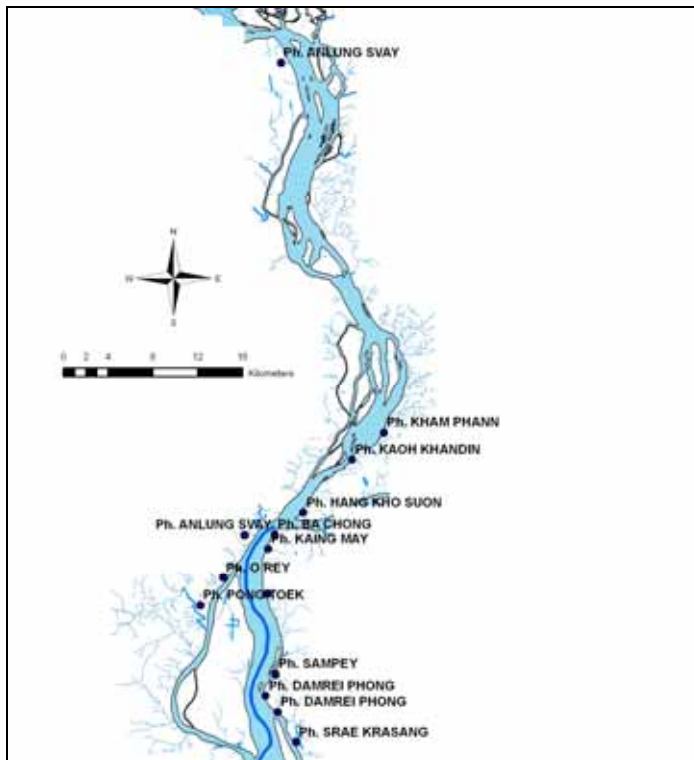 Ph. ANLUNG SVAY
N
W E
S
0 2 4 8 12 16
Kilometers
Ph. KHAM PHANN
Ph. KAOH KHANDIN
Ph. HANG KHO SUON
Ph. ANLUNG SVAY
Ph. BA CHONG
Ph. KAING MAY
Ph. O REY
Ph. PONG TOEK
Ph. SAMPEY
Ph. DAMREI PHONG
Ph. DAMREI PHONG
Ph. SRAE KRASANG